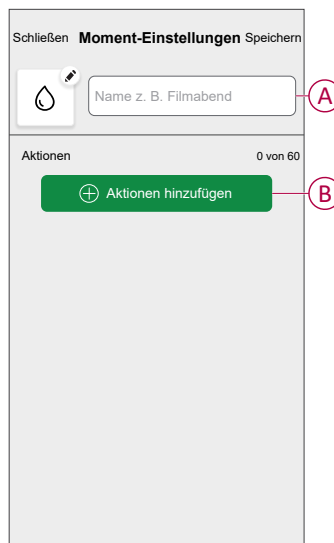 Schließen Moment-Einstellungen Speichern
Name z. B. Filmabend
A
Aktionen 0 von 60
Aktionen hinzufügen
B